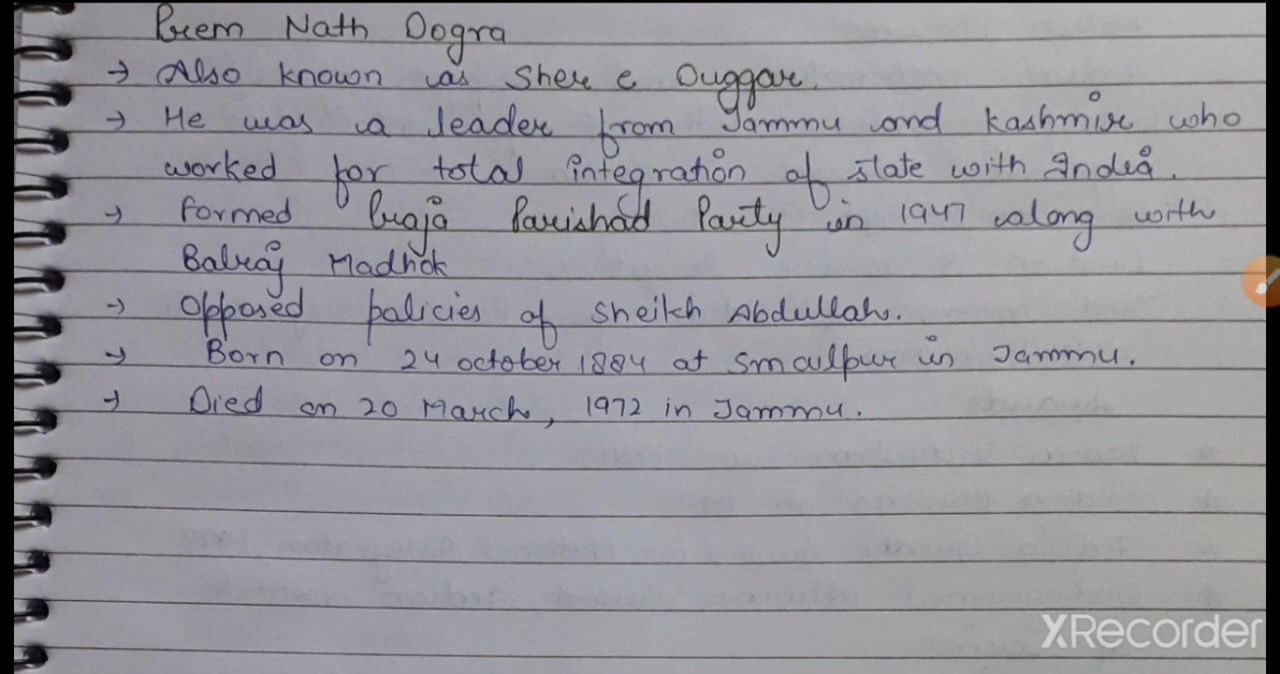 Prem Nath Dogra
→ Also known as Sher e Duggar.
→ He was a leader from Jammu and Kashmir who
worked for total integration of state with India.
→ Formed Praja Parishad Party in 1947 along with
Balraj Madhok
→ Opposed policies of Sheikh Abdullah.
→ Born on 24 october 1884 at Smailpur in Jammu.
→ Died on 20 March, 1972 in Jammu.
XRecorder